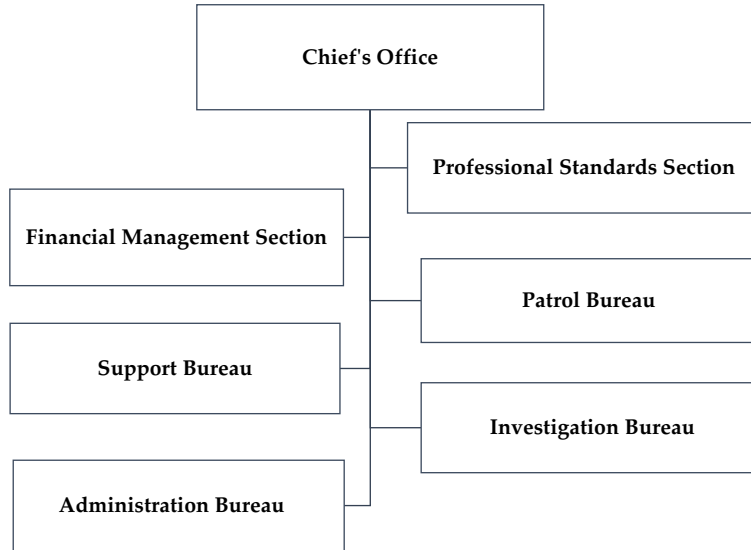 Chief's Office
Professional Standards Section
Financial Management Section
Patrol Bureau
Support Bureau
Investigation Bureau
Administration Bureau